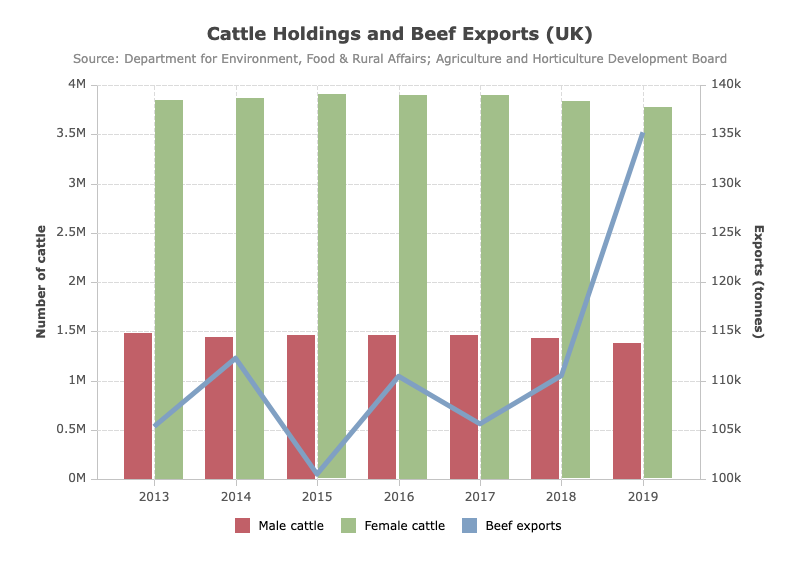 Cattle Holdings and Beef Exports (UK)
Source: Department for Environment, Food & Rural Affairs; Agriculture and Horticulture Development Board
Number of cattle
4M
3.5M
3M
2.5M
2M
1.5M
1M
0.5M
0M
140k
135k
130k
125k
120k
115k
110k
105k
100k
Exports (tonnes)
2013 2014 2015 2016 2017 2018 2019
Male cattle Female cattle Beef exports